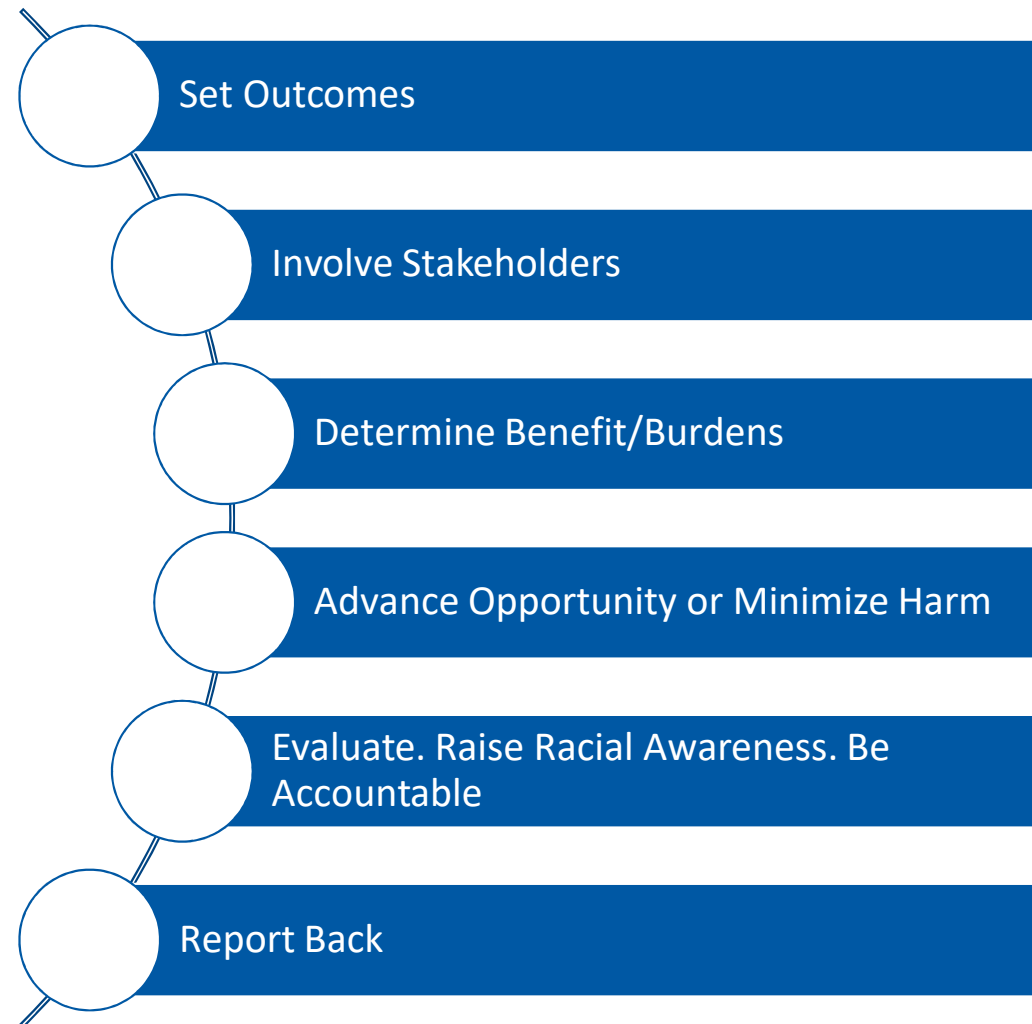 Set Outcomes
Involve Stakeholders
Determine Benefit/Burdens
Advance Opportunity or Minimize Harm
Evaluate. Raise Racial Awareness. Be
Accountable
Report Back